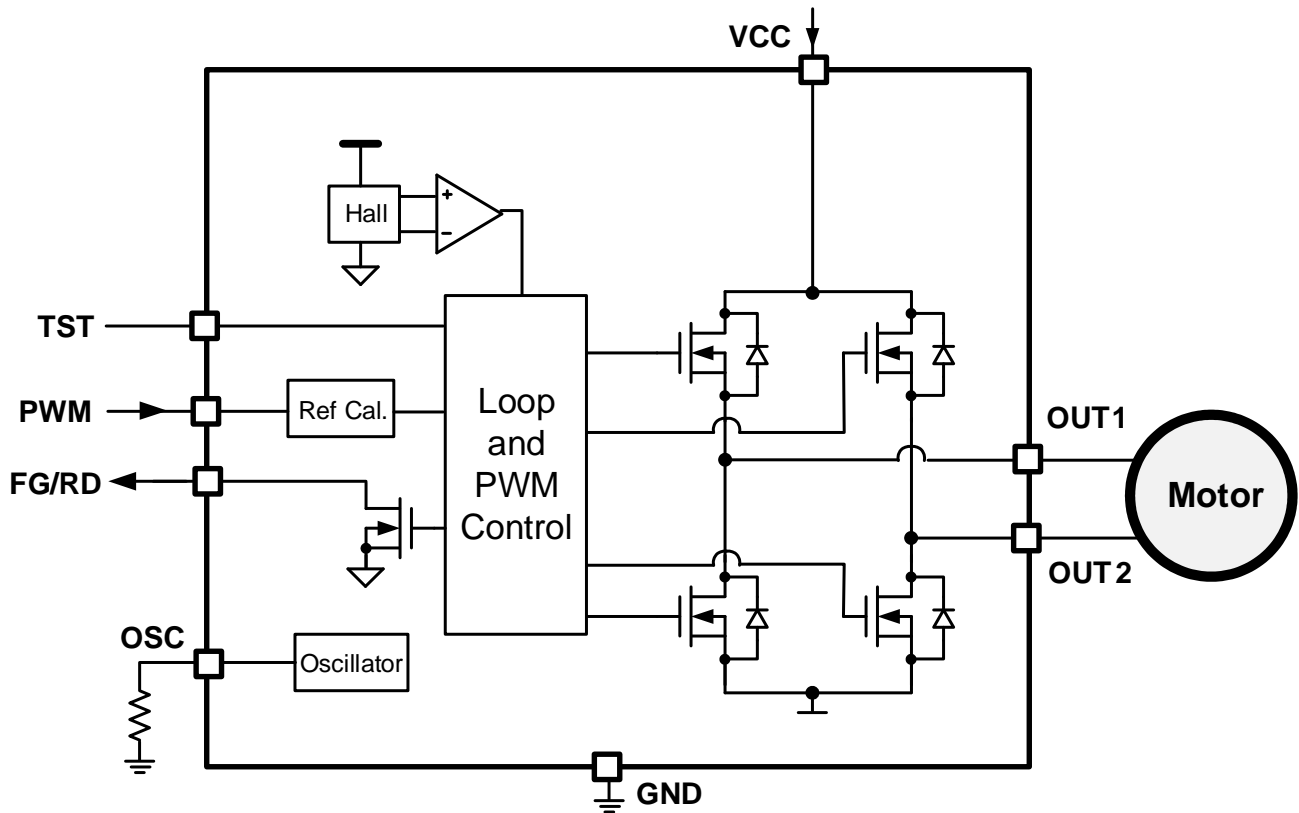 VCC
+
Hall
−
TST
Loop
and
PWM
Control
PWM
Ref Cal.
OUT1
FG/RD
Motor
OUT2
OSC
Oscillator
GND